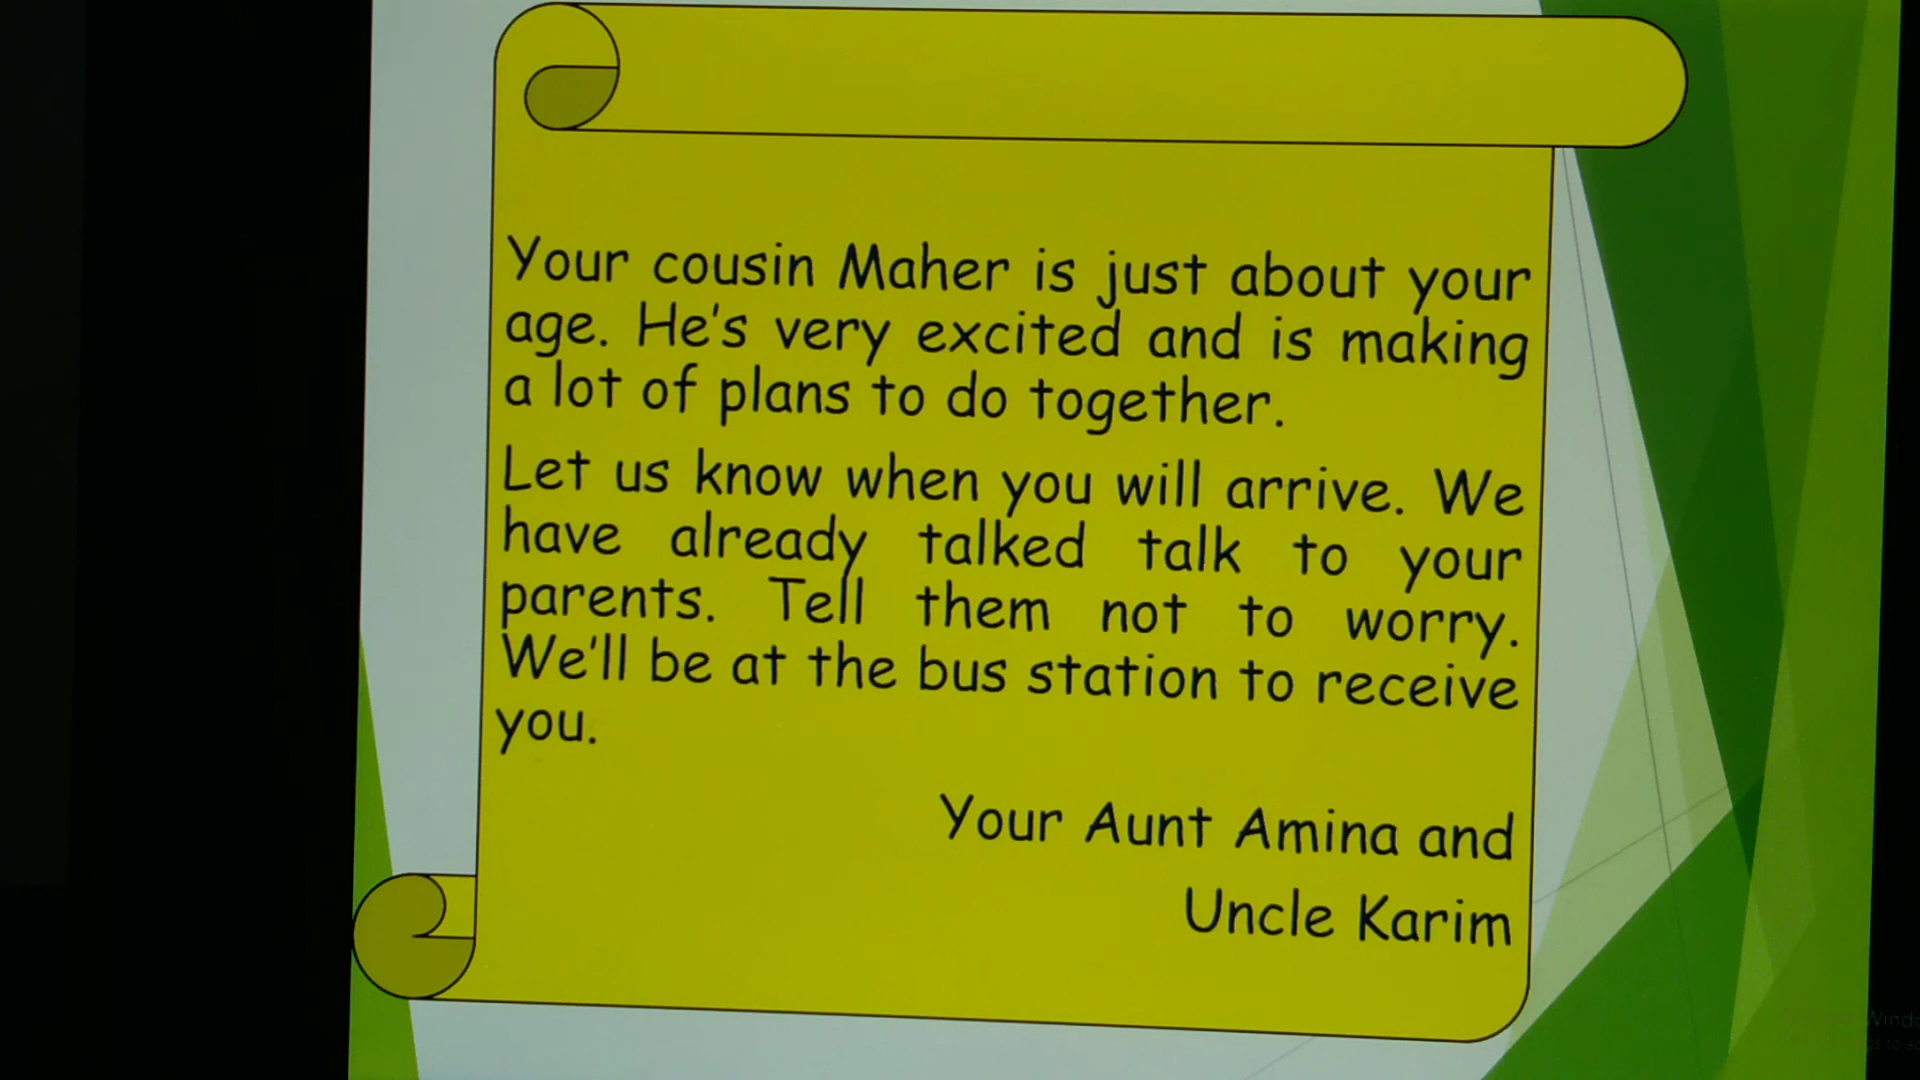 Your cousin Maher is just about your
age. He's very excited and is making
a lot of plans to do together.
Let us know when you will arrive. We
have already talked talk to your
parents. Tell them not to worry.
We'll be at the bus station to receive
you.
Your Aunt Amina and
Uncle Karim